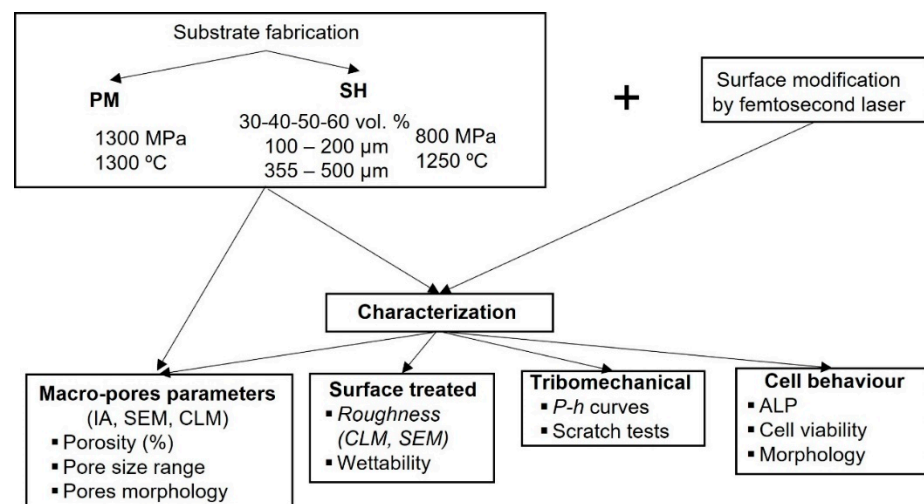 Substrate fabrication
PM
1300 MPa
1300 ºC
SH
30-40-50-60 vol. %
100 – 200 µm
355 – 500 µm
800 MPa
1250 ºC
+
Surface modification
by femtosecond laser
Characterization
Macro-pores parameters
(IA, SEM, CLM)
▪ Porosity (%)
▪ Pore size range
▪ Pores morphology
Surface treated
▪ Roughness
(CLM, SEM)
▪ Wettability
Tribomechanical
▪ P-h curves
▪ Scratch tests
Cell behaviour
▪ ALP
▪ Cell viability
▪ Morphology